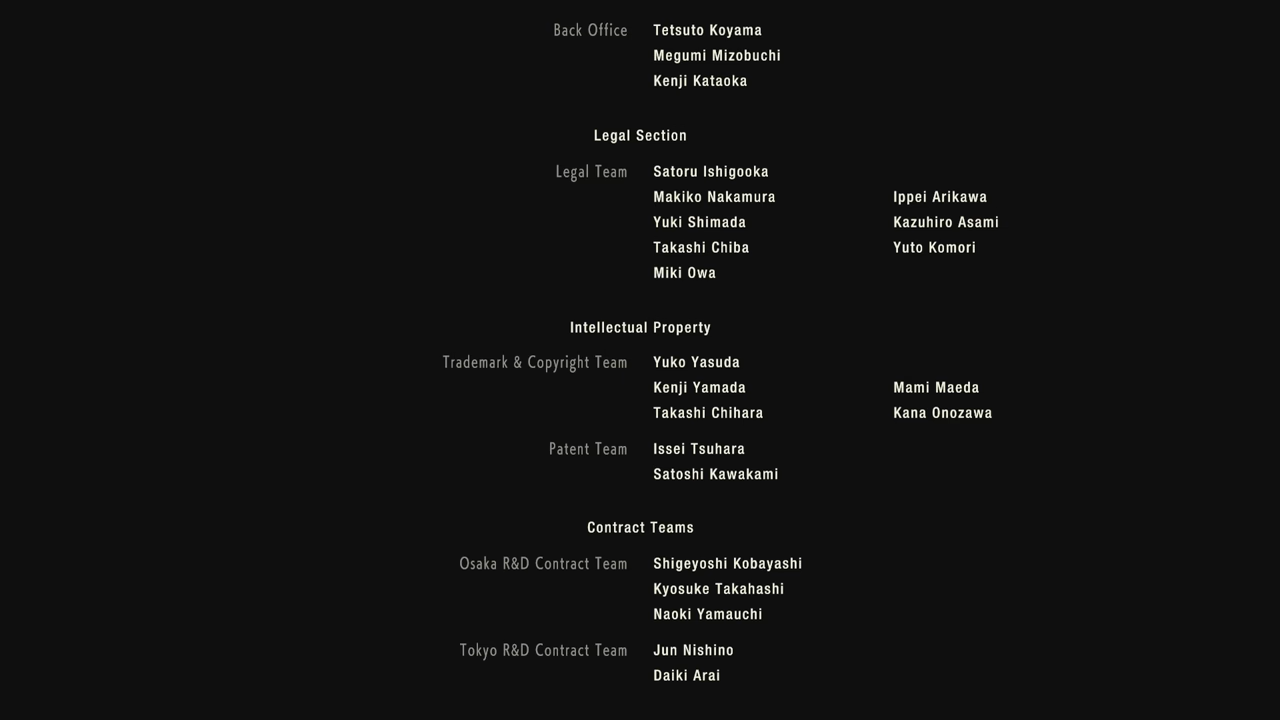 Back Office Tetsuto Koyama
Megumi Mizobuchi
Kenji Kataoka
Legal Section
Legal Team Satoru Ishigooka
Makiko Nakamura Ippei Arikawa
Yuki Shimada Kazuhiro Asami
Takashi Chiba Yuto Komori
Miki Owa
Intellectual Property
Trademark & Copyright Team Yuko Yasuda
Kenji Yamada Mami Maeda
Takashi Chihara Kana Onozawa
Patent Team Issei Tsuhara
Satoshi Kawakami
Contract Teams
Osaka R&D Contract Team Shigeyoshi Kobayashi
Kyosuke Takahashi
Naoki Yamauchi
Tokyo R&D Contract Team Jun Nishino
Daiki Arai